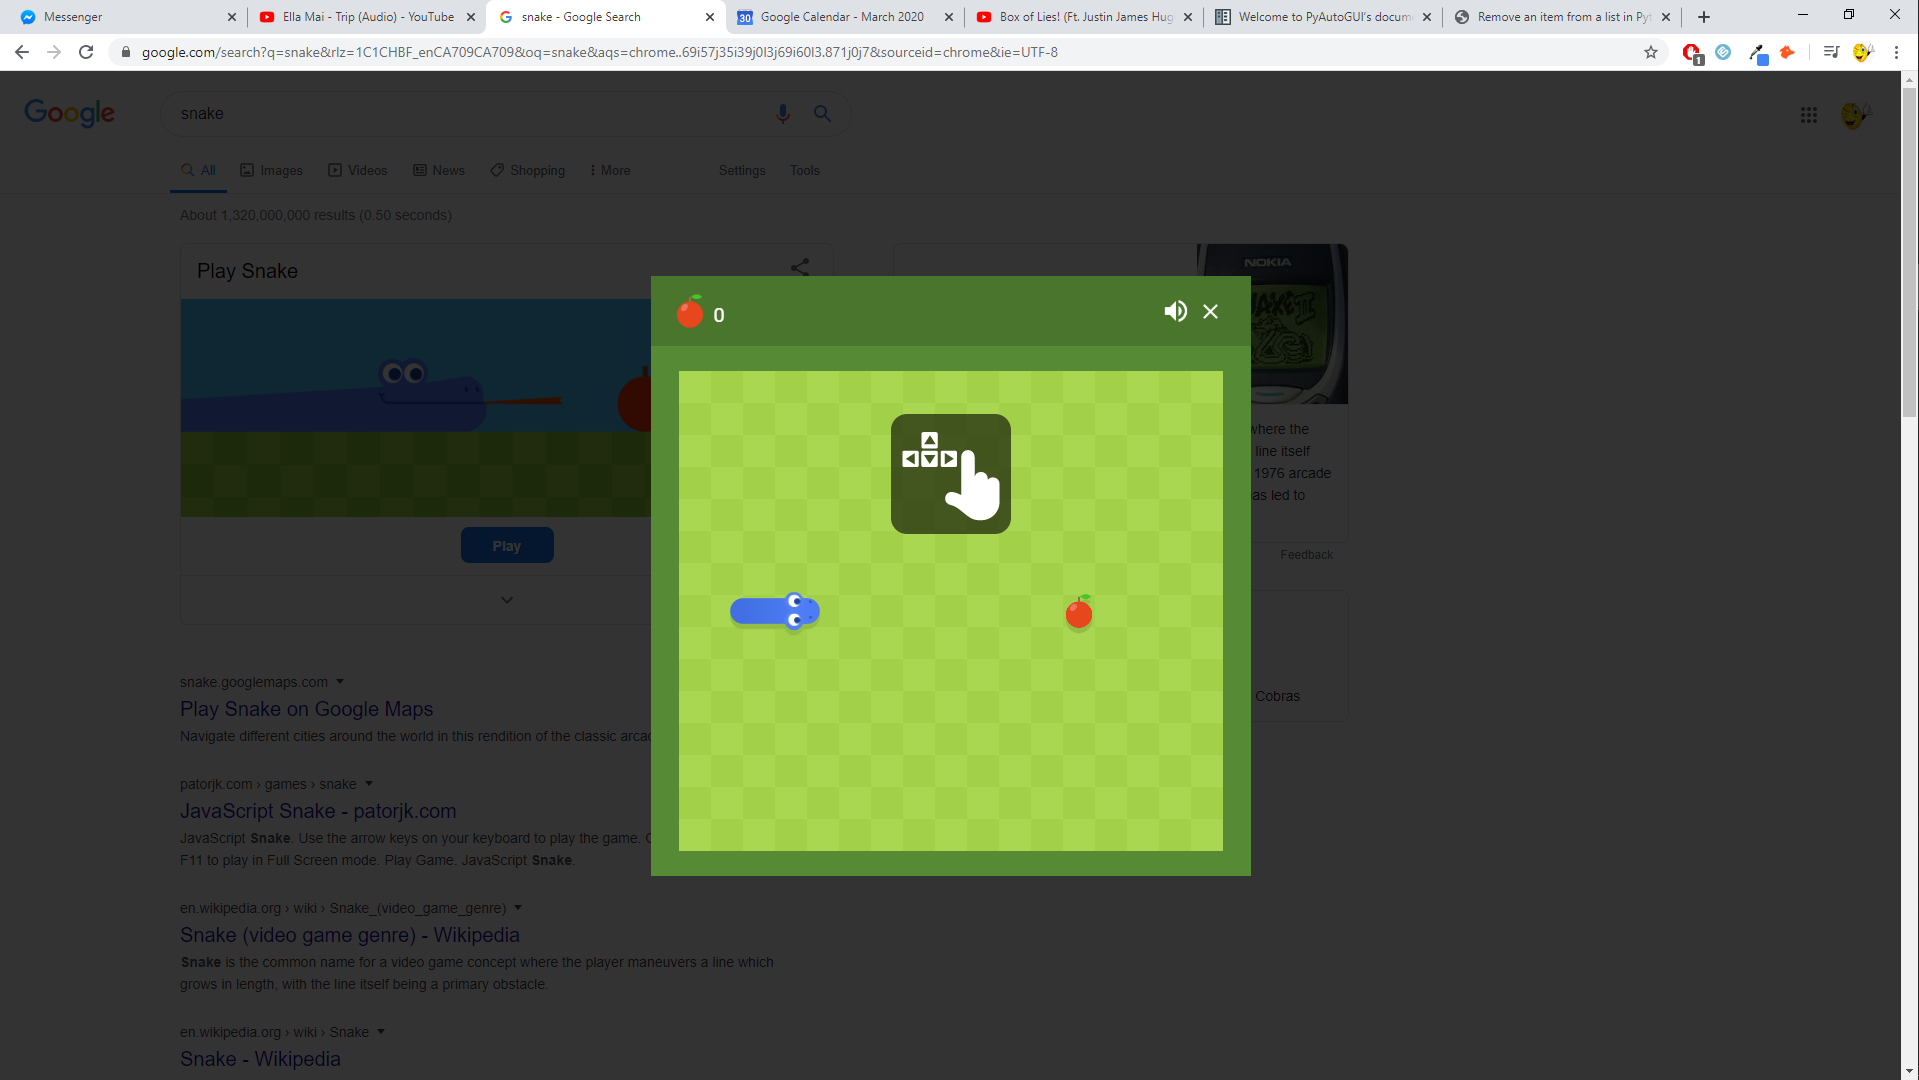 Messenger
Ella Mai - Trip (Audio) - YouTube
snake - Google Search
30
Google Calendar - March 2020
Box of Lies! (Ft. Justin James Hug
Welcome to PyAutoGUI's docum
Remove an item from a list in Pyt
google.com/search?q=snake&rlz=1C1CHBF_enCA709CA709&oq=snake&aqs=chrome..69i57j35i39j0l3j69i60l3.871j0j7&sourceid=chrome&ie=UTF-8
1
Google
snake
All
Images
Videos
News
Shopping
More
Settings
Tools
About 1,320,000,000 results (0.50 seconds)
Play Snake
NOKIA
0
where the
line itself
1976 arcade
as led to
Play
Feedback
snake.googlemaps.com
Play Snake on Google Maps
Cobras
Navigate different cities around the world in this rendition of the classic arcad
patorjk.com › games › snake
JavaScript Snake - patorjk.com
JavaScript Snake. Use the arrow keys on your keyboard to play the game.
F11 to play in Full Screen mode. Play Game. JavaScript Snake.
en.wikipedia.org › wiki › Snake_(video_game_genre)
Snake (video game genre) - Wikipedia
Snake is the common name for a video game concept where the player maneuvers a line which
grows in length, with the line itself being a primary obstacle.
en.wikipedia.org › wiki › Snake
Snake - Wikipedia